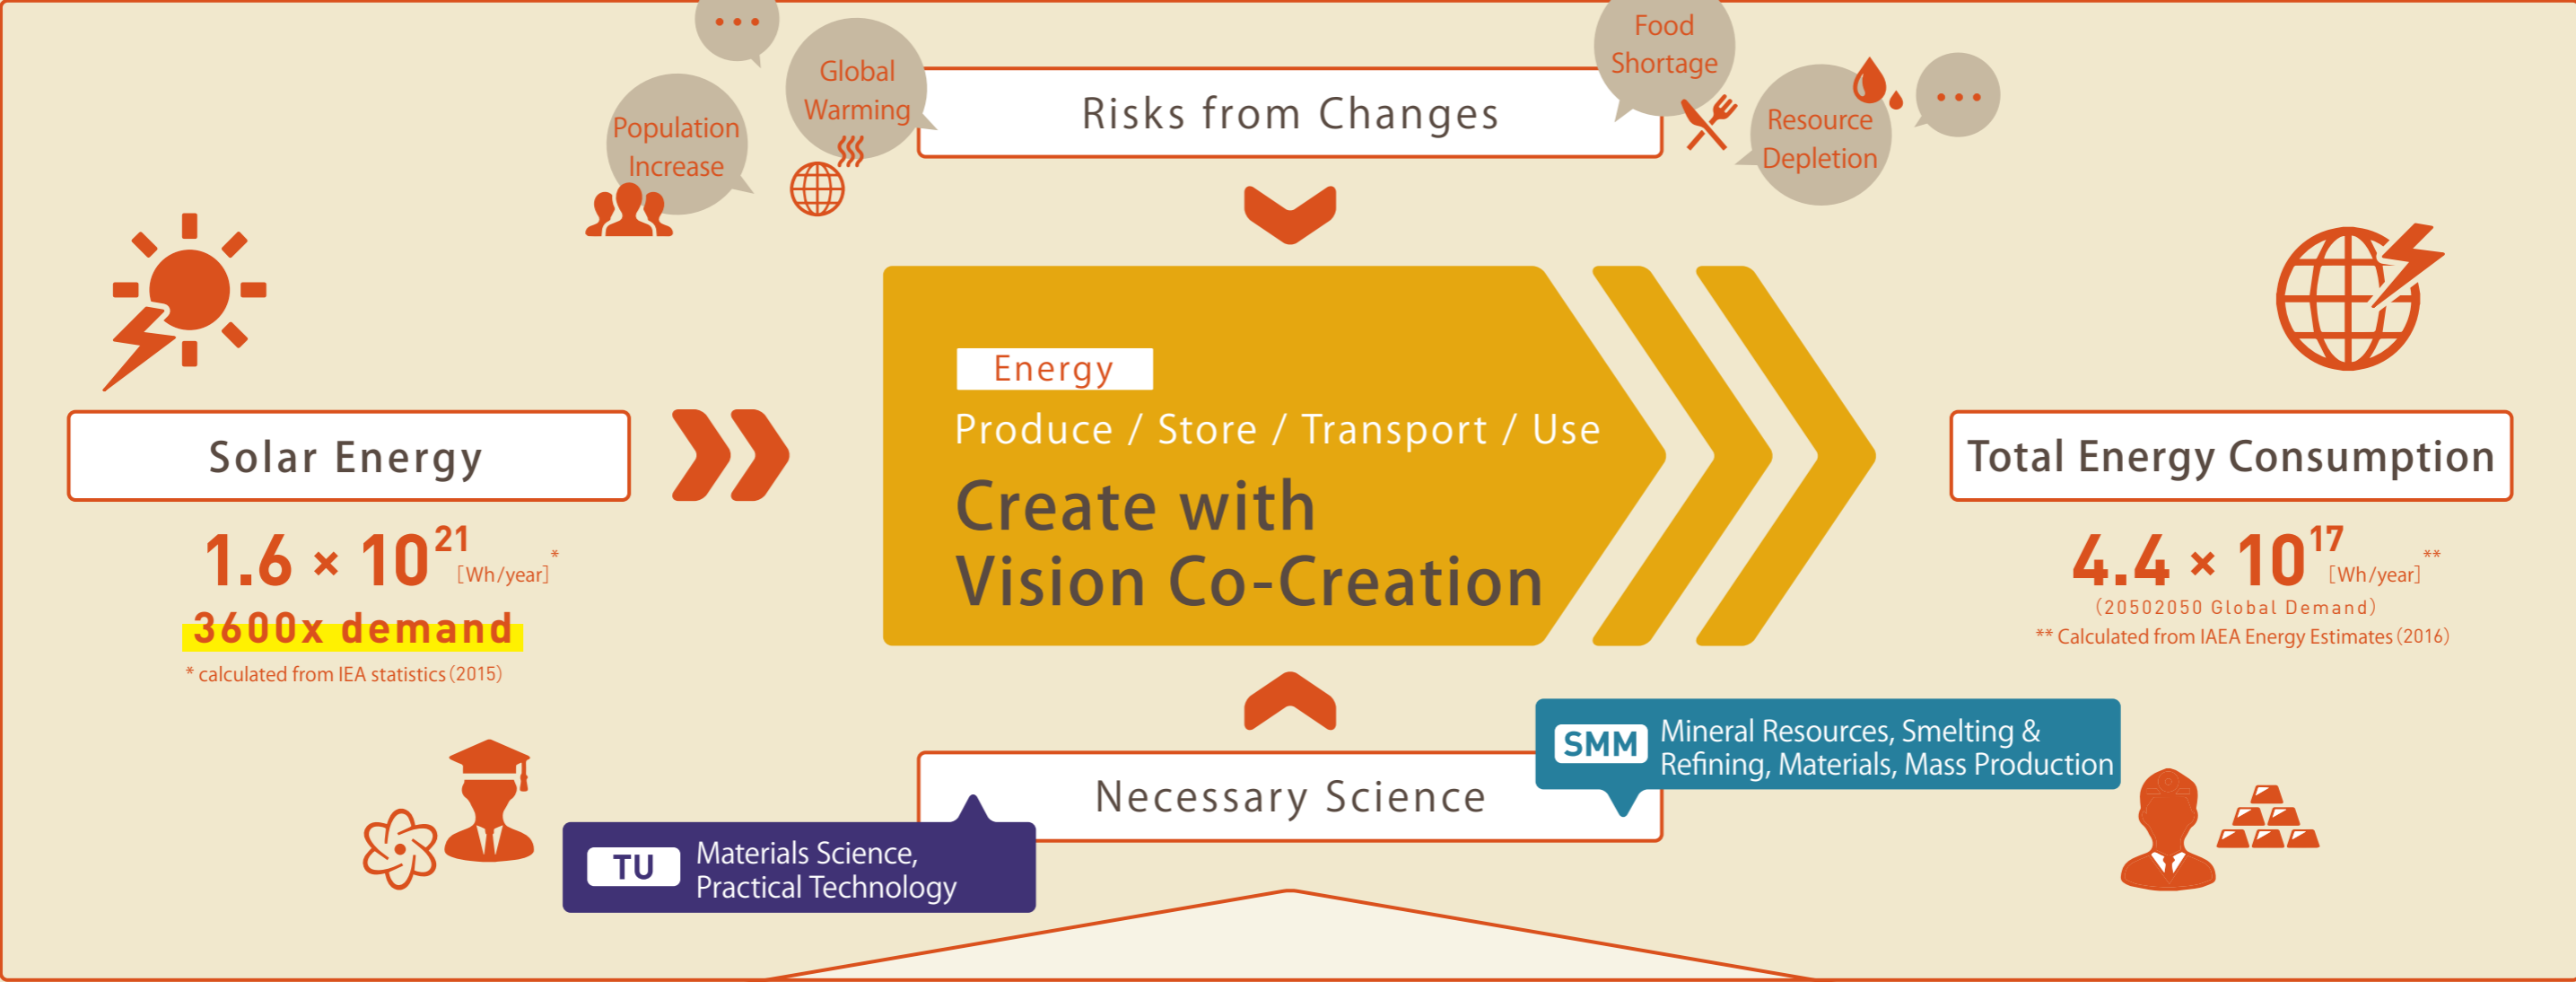 • • •
Global
Warming
Population
Increase
Risks from Changes
Food
Shortage
Resource
Depletion
• • •
Solar Energy
1.6 × 10²¹ [Wh/year]*
3600x demand
* calculated from IEA statistics (2015)
Energy
Produce / Store / Transport / Use
Create with
Vision Co-Creation
Total Energy Consumption
4.4 × 10¹⁷ [Wh/year]**
(20502050 Global Demand)
** Calculated from IAEA Energy Estimates (2016)
Necessary Science
SMM
Mineral Resources, Smelting &
Refining, Materials, Mass Production
TU
Materials Science,
Practical Technology